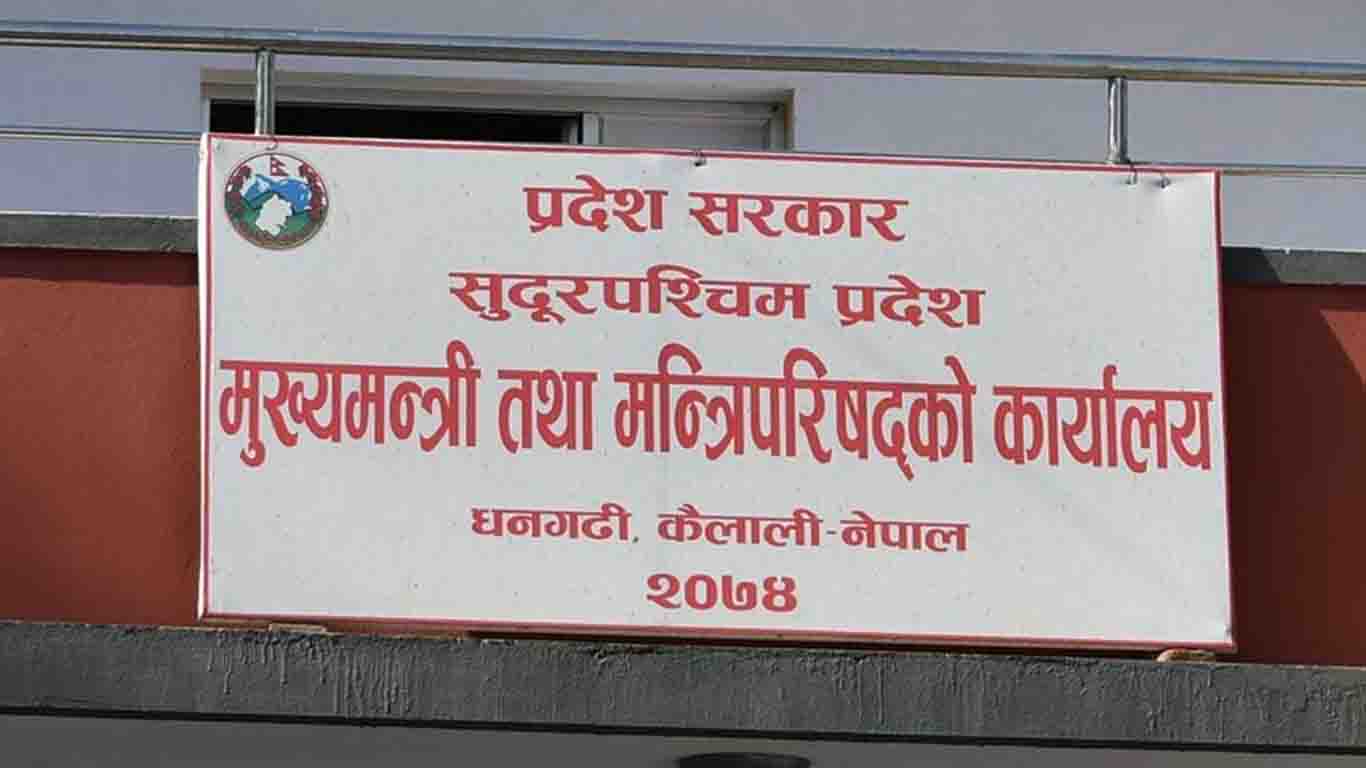 प्रदेश सरकार
सुदूरपश्चिम प्रदेश
मुख्यमन्त्री तथा मन्त्रिपरिषद्को कार्यालय
धनगढी, कैलाली-नेपाल
२०७४